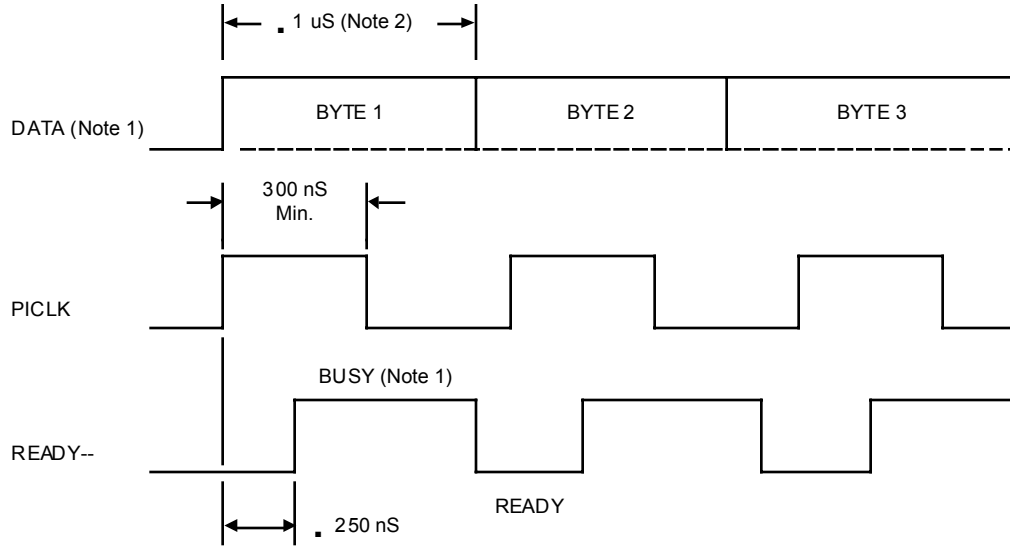 . 1 uS (Note 2)
DATA (Note 1)
BYTE 1
BYTE 2
BYTE 3
300 nS
Min.
PICLK
BUSY (Note 1)
READY--
READY
. 250 nS